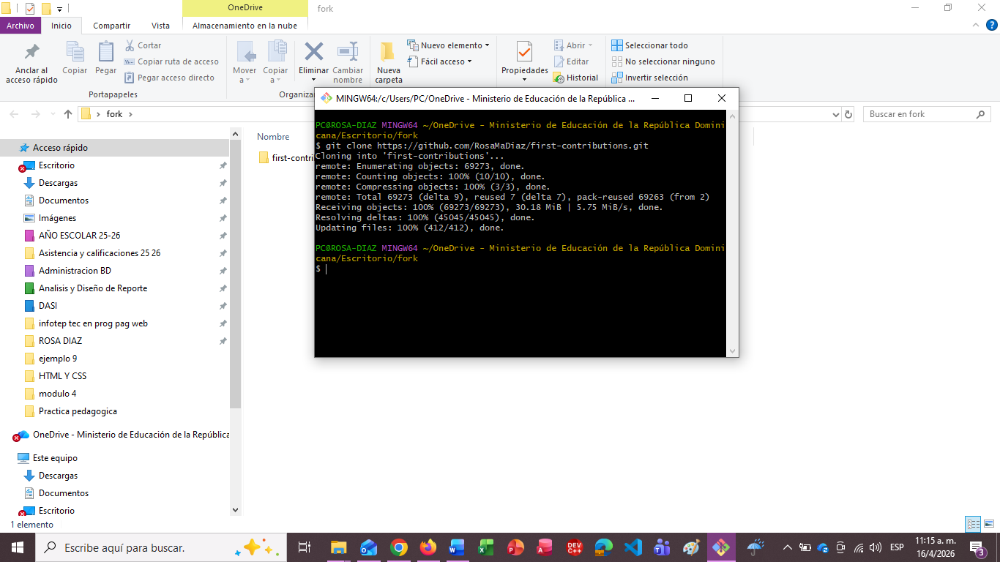 OneDrive
fork
Archivo
Inicio
Compartir
Vista
Almacenamiento en la nube
Anclar al
acceso rápido
Copiar
Pegar
Cortar
Copiar ruta de acceso
Pegar acceso directo
Portapapeles
Mover
a
Copiar
a
Eliminar
Cambiar
nombre
Organiza
Nueva
carpeta
Nuevo elemento
Fácil acceso
Propiedades
Abrir
Editar
Historial
Seleccionar todo
No seleccionar ninguno
Invertir selección
fork
Buscar en fork
Acceso rápido
Escritorio
Descargas
Documentos
Imágenes
AÑO ESCOLAR 25-26
Asistencia y calificaciones 25 26
Administracion BD
Analisis y Diseño de Reporte
DASI
infotep tec en prog pag web
ROSA DIAZ
ejemplo 9
HTML Y CSS
modulo 4
Practica pedagogica
OneDrive - Ministerio de Educación de la República
Este equipo
Descargas
Documentos
Escritorio
1 elemento
Nombre
first-contri
MINGW64:/c/Users/PC/OneDrive - Ministerio de Educación de la República ...
PC@ROSA-DIAZ MINGW64 ~/OneDrive - Ministerio de Educación de la República Domini
cana/Escritorio/fork
$ git clone https://github.com/RosaMaDiaz/first-contributions.git
Cloning into 'first-contributions'...
remote: Enumerating objects: 69273, done.
remote: Counting objects: 100% (10/10), done.
remote: Compressing objects: 100% (3/3), done.
remote: Total 69273 (delta 9), reused 7 (delta 7), pack-reused 69263 (from 2)
Receiving objects: 100% (69273/69273), 30.18 MiB | 5.75 MiB/s, done.
Resolving deltas: 100% (45045/45045), done.
Updating files: 100% (412/412), done.
PC@ROSA-DIAZ MINGW64 ~/OneDrive - Ministerio de Educación de la República Domini
cana/Escritorio/fork
$
Escribe aquí para buscar.
DEV
C++
ESP
11:15 a. m.
16/4/2026
3